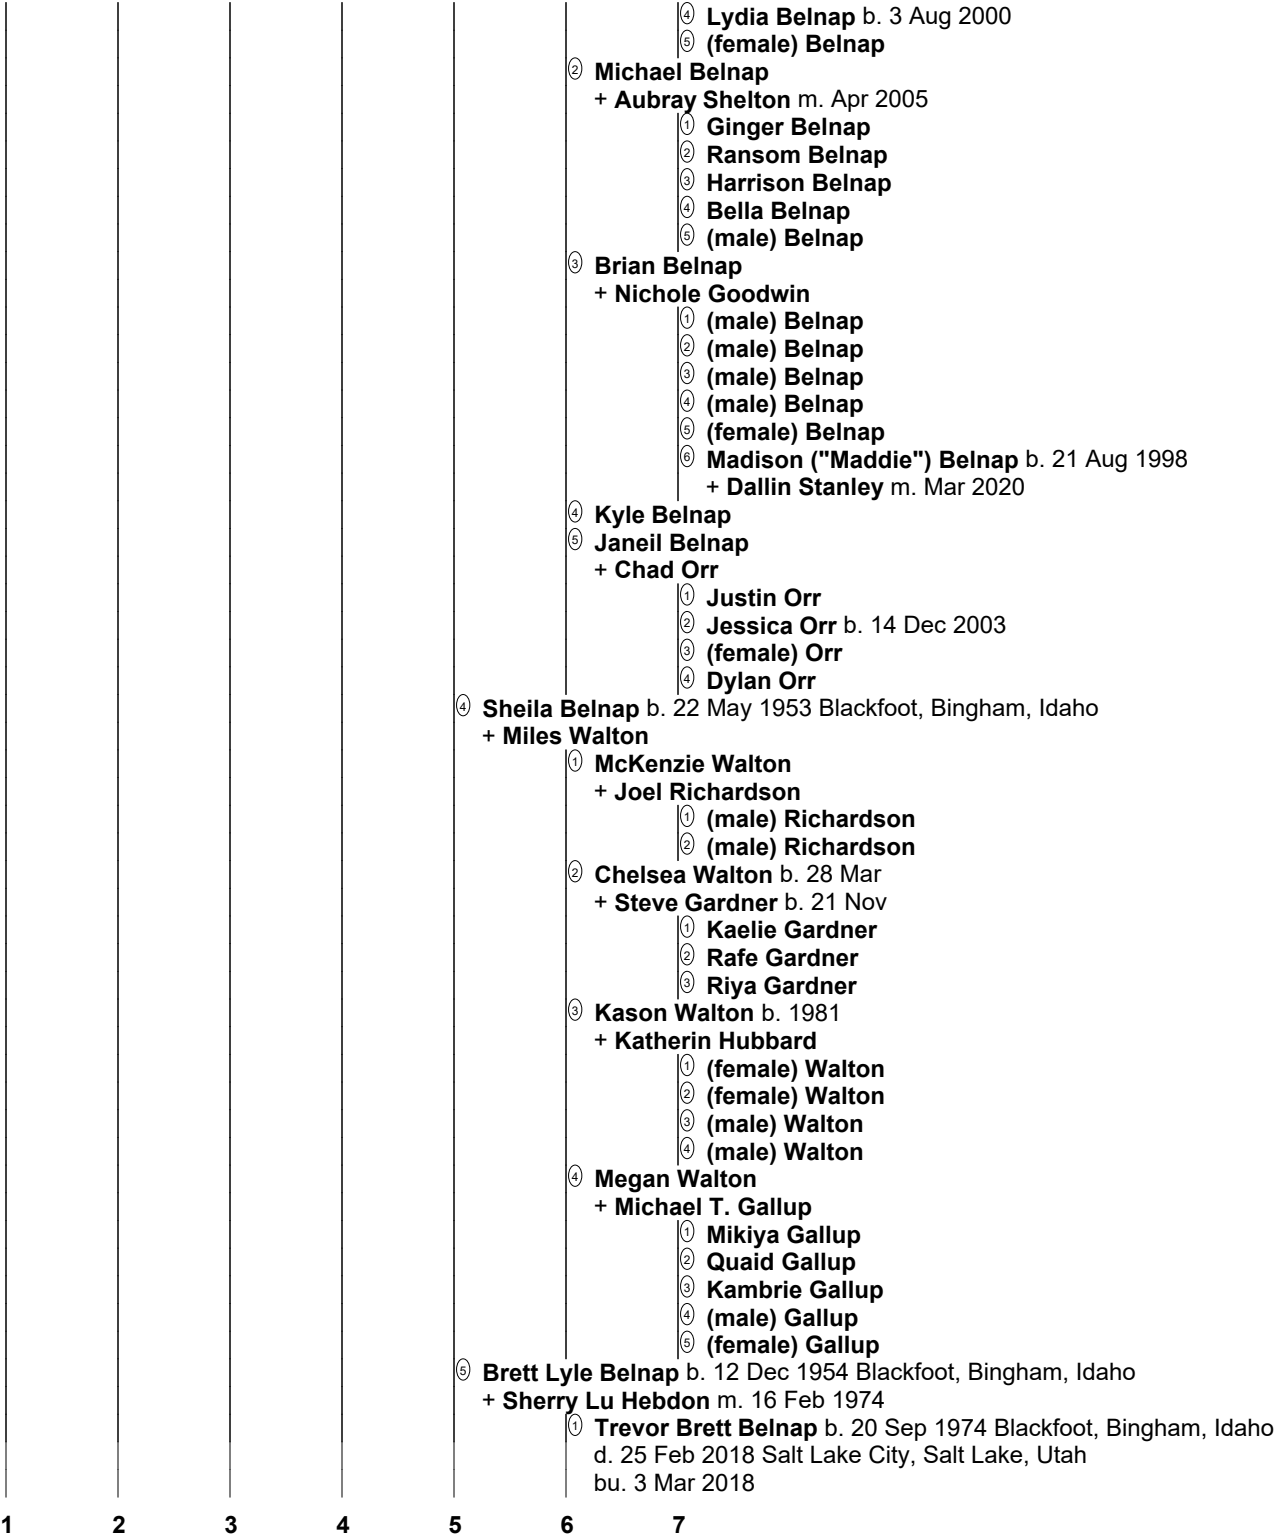 ④ Lydia Belnap b. 3 Aug 2000
⑤ (female) Belnap
② Michael Belnap
+ Aubray Shelton m. Apr 2005
① Ginger Belnap
② Ransom Belnap
③ Harrison Belnap
④ Bella Belnap
⑤ (male) Belnap
③ Brian Belnap
+ Nichole Goodwin
① (male) Belnap
② (male) Belnap
③ (male) Belnap
④ (male) Belnap
⑤ (female) Belnap
⑥ Madison ("Maddie") Belnap b. 21 Aug 1998
+ Dallin Stanley m. Mar 2020
④ Kyle Belnap
⑤ Janeil Belnap
+ Chad Orr
① Justin Orr
② Jessica Orr b. 14 Dec 2003
③ (female) Orr
④ Dylan Orr
④ Sheila Belnap b. 22 May 1953 Blackfoot, Bingham, Idaho
+ Miles Walton
① McKenzie Walton
+ Joel Richardson
① (male) Richardson
② (male) Richardson
② Chelsea Walton b. 28 Mar
+ Steve Gardner b. 21 Nov
① Kaelie Gardner
② Rafe Gardner
③ Riya Gardner
③ Kason Walton b. 1981
+ Katherin Hubbard
① (female) Walton
② (female) Walton
③ (male) Walton
④ (male) Walton
④ Megan Walton
+ Michael T. Gallup
① Mikiya Gallup
② Quaid Gallup
③ Kambrie Gallup
④ (male) Gallup
⑤ (female) Gallup
⑤ Brett Lyle Belnap b. 12 Dec 1954 Blackfoot, Bingham, Idaho
+ Sherry Lu Hebdon m. 16 Feb 1974
① Trevor Brett Belnap b. 20 Sep 1974 Blackfoot, Bingham, Idaho
d. 25 Feb 2018 Salt Lake City, Salt Lake, Utah
bu. 3 Mar 2018
1 2 3 4 5 6 7